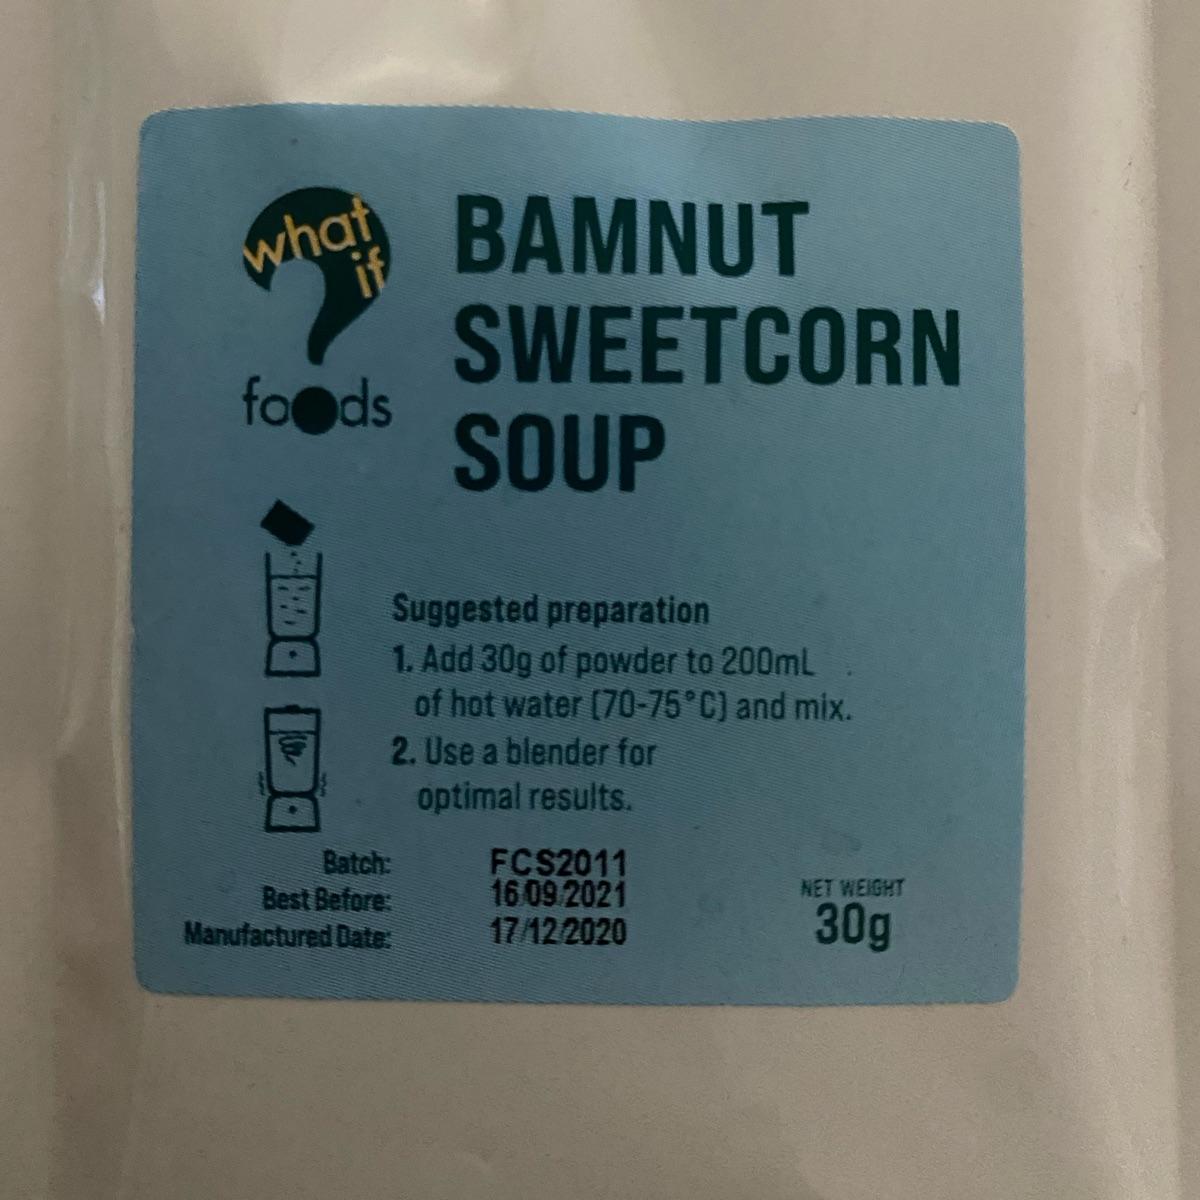 what
if
foods
BAMNUT
SWEETCORN
SOUP
Suggested preparation
1. Add 30g of powder to 200mL
of hot water (70-75°C) and mix.
2. Use a blender for
optimal results.
Batch: FCS2011
Best Before: 16/09/2021
Manufactured Date: 17/12/2020
NET WEIGHT
30g